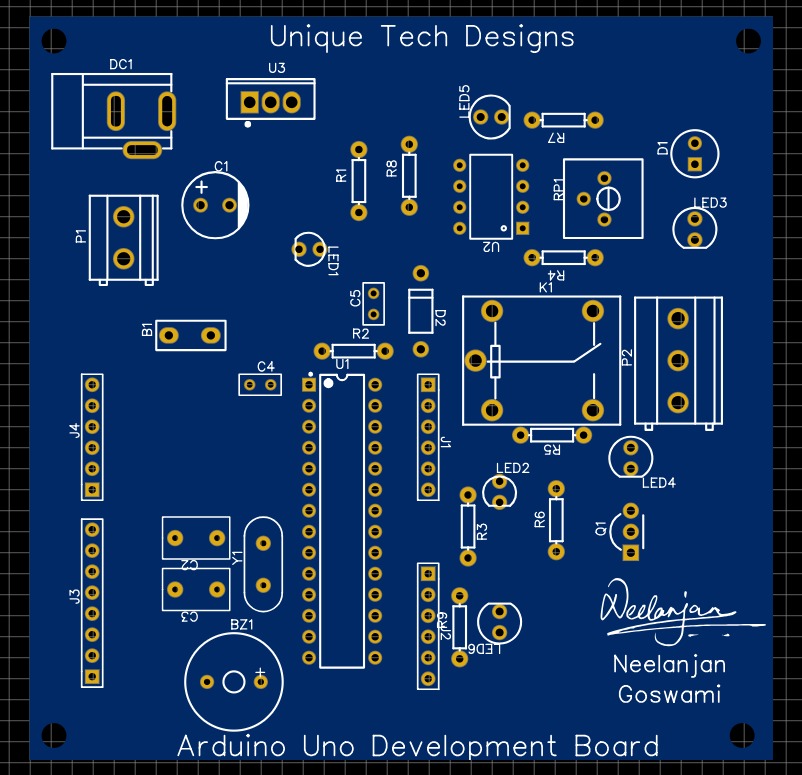 Unique Tech Designs
DC1
U3
LED5
R7
D1
R1
R8
RP1
C1
LED3
P1
U2
LED1
R4
K1
C5
D2
B1
R2
P2
U1
C4
J4
J1
R5
LED2
LED4
R3
R6
Q1
Y1
C2
J3
C3
R9
J2
BZ1
LED6
Neelanjan
Neelanjan
Goswami
Arduino Uno Development Board